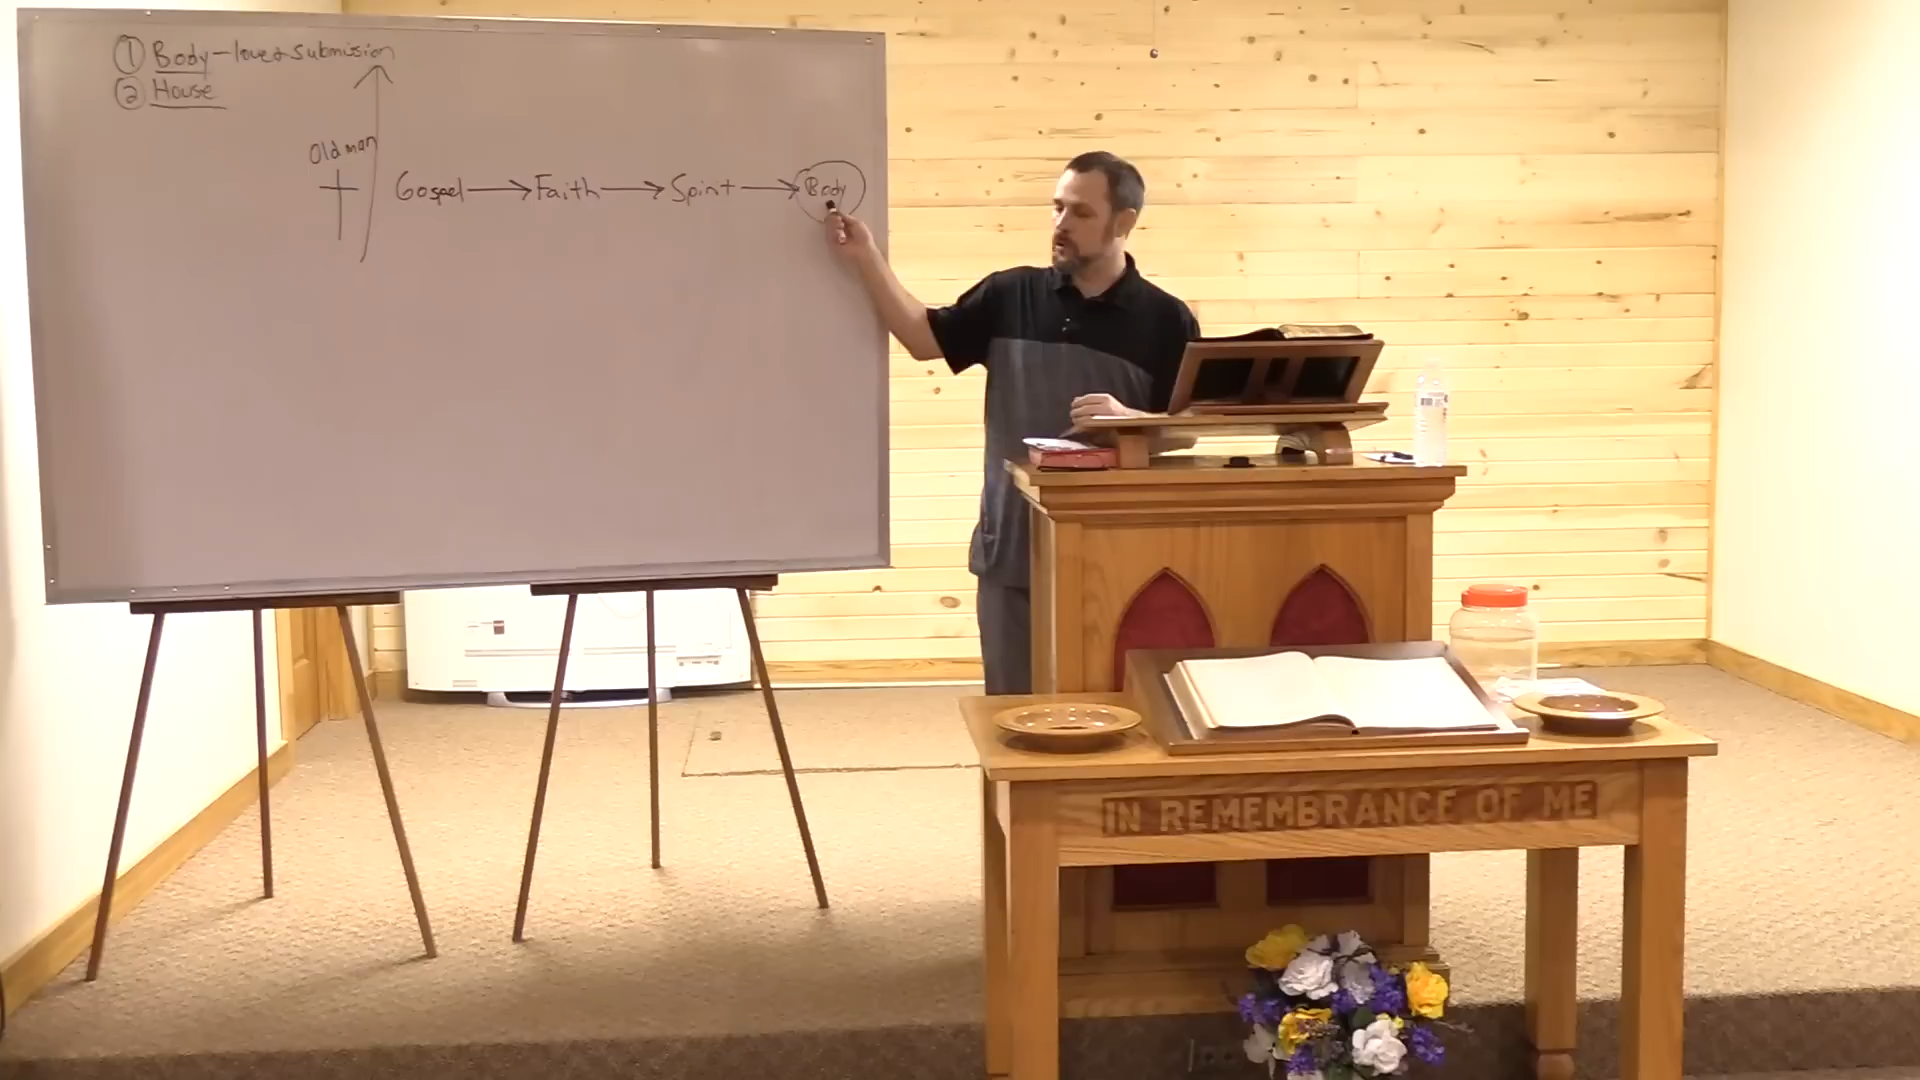 ① Body - love & submission
② House
Old man
Gospel → Faith → Spirit → Body
IN REMEMBRANCE OF ME